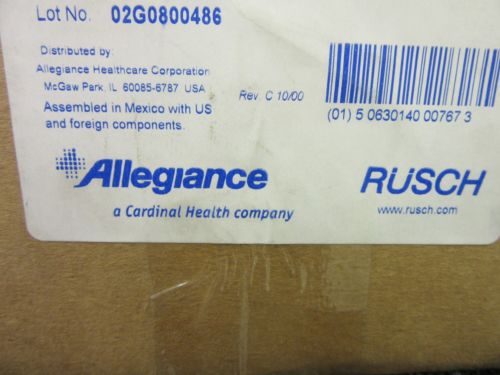 Lot No. 02G0800486
Distributed by:
Allegiance Healthcare Corporation
McGaw Park, IL 60085-6787 USA
Rev. C 10/00
Assembled in Mexico with US
and foreign components.
(01) 5 0630140 00767 3
Allegiance
RÜSCH
a Cardinal Health company
www.rusch.com